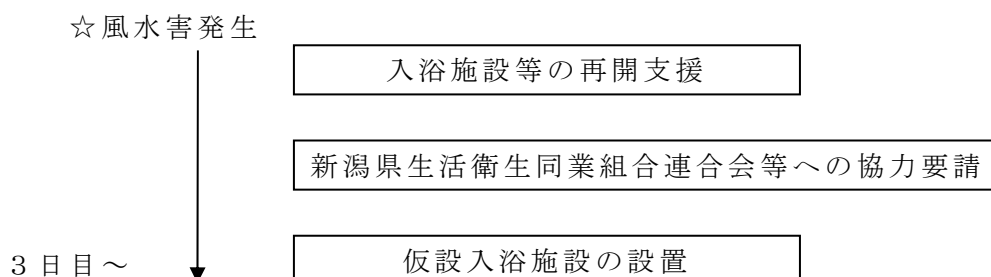 ☆風水害発生
入浴施設等の再開支援
新潟県生活衛生同業組合連合会等への協力要請
仮設入浴施設の設置
3日目~